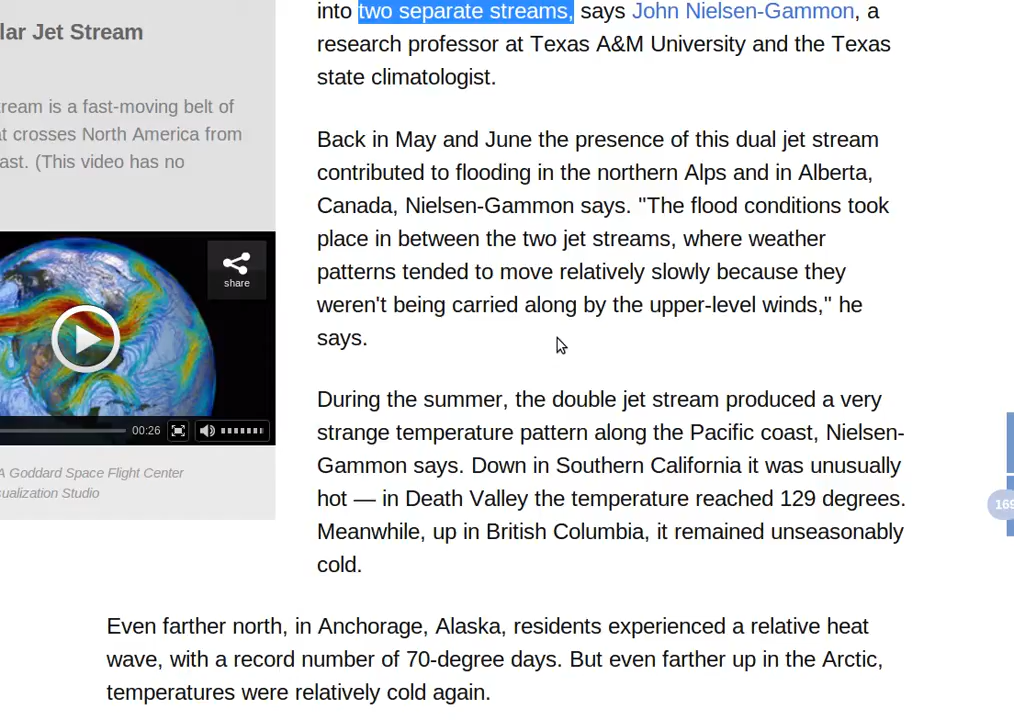 lar Jet Stream
tream is a fast-moving belt of
at crosses North America from
ast. (This video has no
share
00:26
A Goddard Space Flight Center
sualization Studio
into two separate streams, says John Nielsen-Gammon, a
research professor at Texas A&M University and the Texas
state climatologist.
Back in May and June the presence of this dual jet stream
contributed to flooding in the northern Alps and in Alberta,
Canada, Nielsen-Gammon says. "The flood conditions took
place in between the two jet streams, where weather
patterns tended to move relatively slowly because they
weren't being carried along by the upper-level winds," he
says.
During the summer, the double jet stream produced a very
strange temperature pattern along the Pacific coast, Nielsen-
Gammon says. Down in Southern California it was unusually
hot — in Death Valley the temperature reached 129 degrees.
Meanwhile, up in British Columbia, it remained unseasonably
cold.
Even farther north, in Anchorage, Alaska, residents experienced a relative heat
wave, with a record number of 70-degree days. But even farther up in the Arctic,
temperatures were relatively cold again.
169